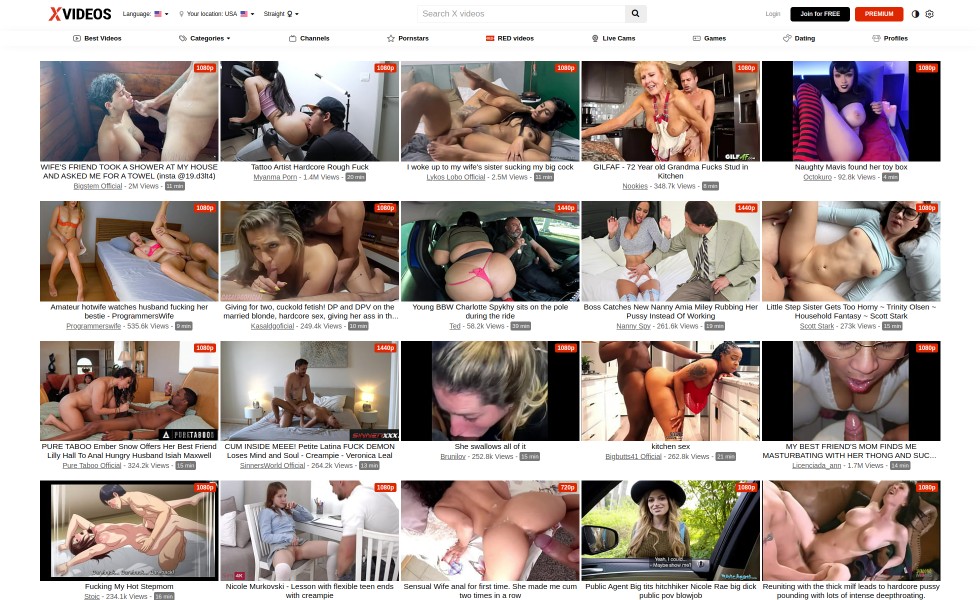 XVIDEOS
Language:
Your location: USA
Straight
Search X videos
Login
Join for FREE
PREMIUM
Best Videos
Categories
Channels
Pornstars
RED videos
Live Cams
Games
Dating
Profiles
1080p
1080p
1080p
1080p
1080p
GILFAF
WIFE'S FRIEND TOOK A SHOWER AT MY HOUSE
AND ASKED ME FOR A TOWEL (insta @19.d3lt4)
Bigstem Official - 2M Views - 11 min
Tattoo Artist Hardcore Rough Fuck
Myanma Porn - 1.4M Views - 20 min
I woke up to my wife's sister sucking my big cock
Lykos Lobo Official - 2.5M Views - 11 min
GILFAF - 72 Year old Grandma Fucks Stud in
Kitchen
Nookies - 348.7k Views - 8 min
Naughty Mavis found her toy box
Octokuro - 92.8k Views - 4 min
1080p
1080p
1440p
1440p
1080p
Amateur hotwife watches husband fucking her
bestie - ProgrammersWife
Programmerswife - 535.6k Views - 9 min
Giving for two, cuckold fetish! DP and DPV on the
married blonde, hardcore sex, giving her ass in th...
Kasaldoficial - 249.4k Views - 10 min
Young BBW Charlotte Spykhy sits on the pole
during the ride
Ted - 58.2k Views - 39 min
Boss Catches New Nanny Amia Miley Rubbing Her
Pussy Instead Of Working
Nanny Spy - 261.6k Views - 19 min
Little Step Sister Gets Too Horny ~ Trinity Olsen ~
Household Fantasy ~ Scott Stark
Scott Stark - 273k Views - 15 min
1080p
1440p
1080p
1080p
PURETABOO
SINNERSXXX
PURE TABOO Ember Snow Offers Her Best Friend
Lilly Hall To Anal Hungry Husband Isiah Maxwell
Pure Taboo Official - 324.2k Views - 15 min
CUM INSIDE MEEE! Petite Latina FUCK DEMON
Loses Mind and Soul - Creampie - Veronica Leal
SinnersWorld Official - 264.2k Views - 13 min
She swallows all of it
Bruniloy - 252.8k Views - 15 min
kitchen sex
Bigbutts41 Official - 262.8k Views - 21 min
MY BEST FRIEND'S MOM FINDS ME
MASTURBATING WITH HER THONG AND SUC...
Licenciada_ann - 1.7M Views - 14 min
1080p
1080p
720p
1080p
1080p
4K
Yeah, I could..
- Maybe show me?
Fucking My Hot Stepmom
Stoic - 234.1k Views - 16 min
Nicole Murkovski - Lesson with flexible teen ends
with creampie
Sensual Wife anal for first time. She made me cum
two times in a row
Public Agent Big tits hitchhiker Nicole Rae big dick
public pov blowjob
Reuniting with the thick milf leads to hardcore pussy
pounding with lots of intense deepthroating.